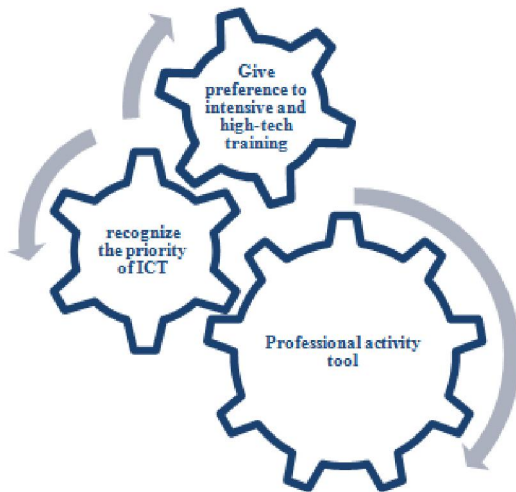 Give
preference to
intensive and
high-tech
training
recognize
the priority
of ICT
Professional activity
tool